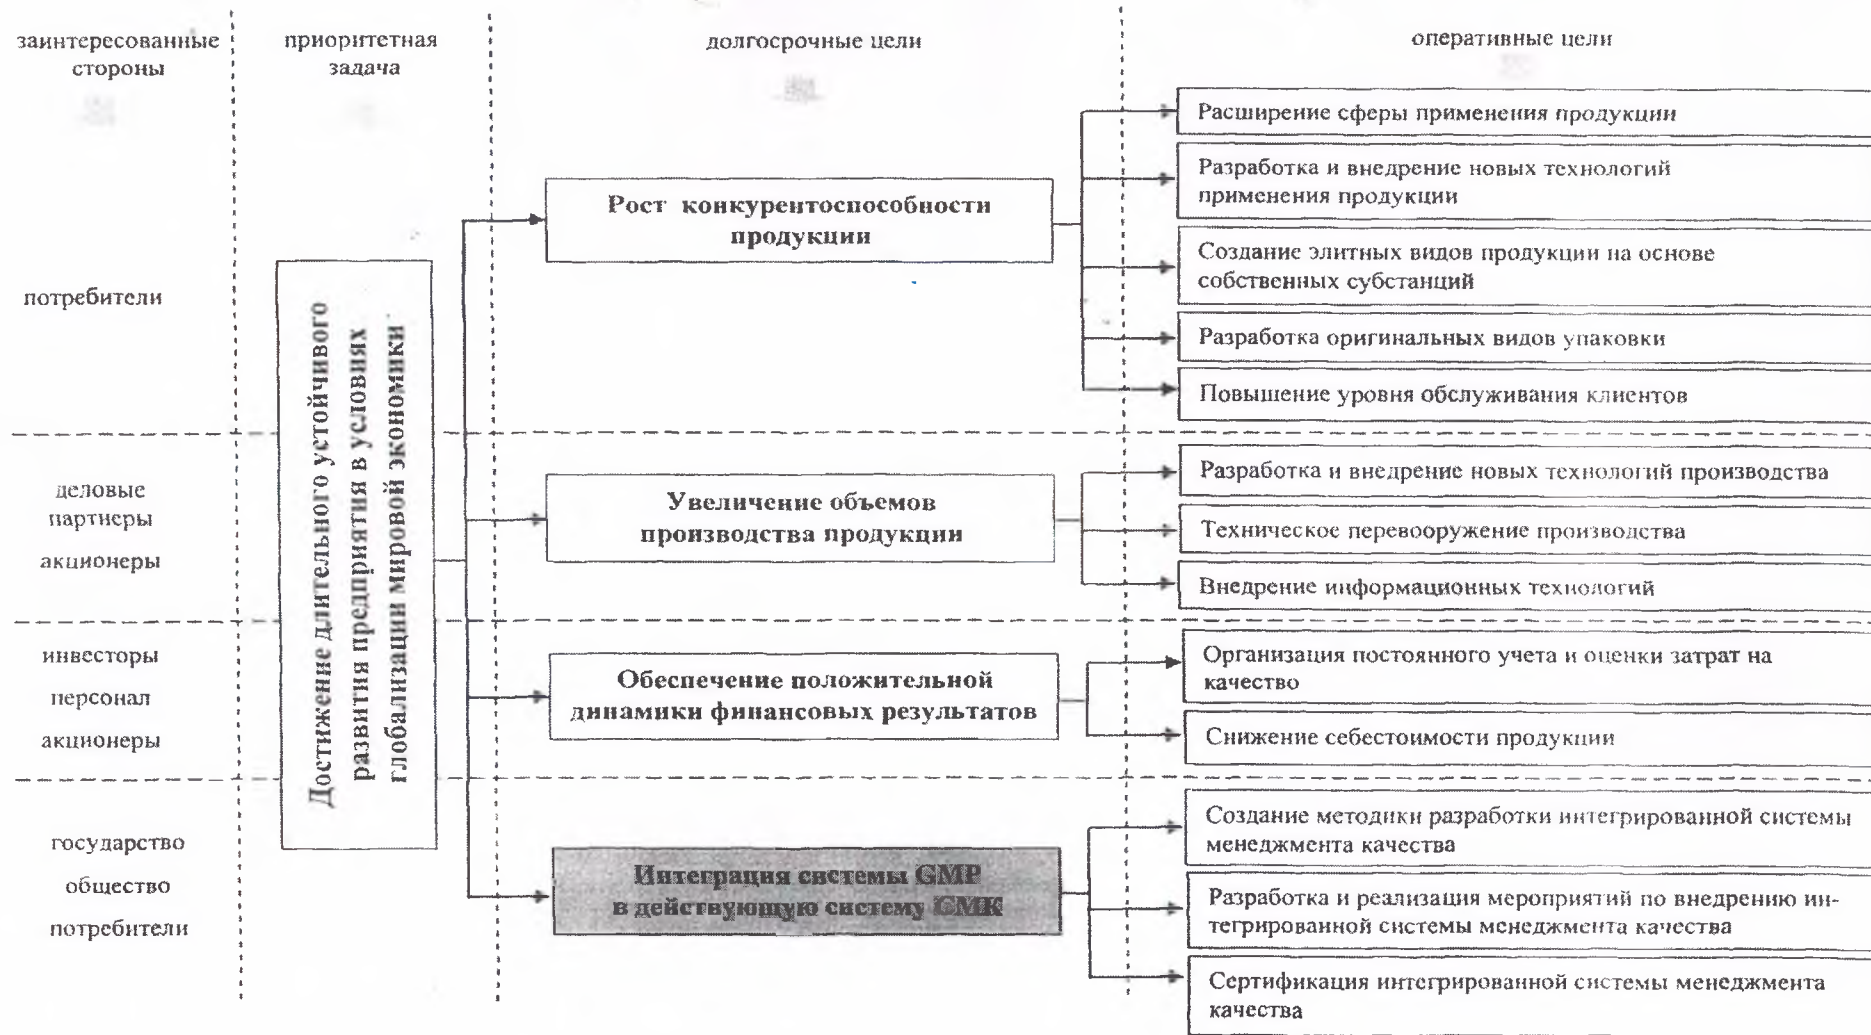 заинтересованные
стороны
приоритетная
задача
долгосрочные цели
оперативные цели
потребители
Достижение длительного устойчивого
развития предприятия в условиях
глобализации мировой экономики
Рост конкурентоспособности
продукции
Расширение сферы применения продукции
Разработка и внедрение новых технологий
применения продукции
Создание элитных видов продукции на основе
собственных субстанций
Разработка оригинальных видов упаковки
Повышение уровня обслуживания клиентов
деловые
партнеры
акционеры
Увеличение объемов
производства продукции
Разработка и внедрение новых технологий производства
Техническое перевооружение производства
Внедрение информационных технологий
инвесторы
персонал
акционеры
Обеспечение положительной
динамики финансовых результатов
Организация постоянного учета и оценки затрат на
качество
Снижение себестоимости продукции
государство
общество
потребители
Интеграция системы GMP
в действующую систему СМК
Создание методики разработки интегрированной системы
менеджмента качества
Разработка и реализация мероприятий по внедрению ин-
тегрированной системы менеджмента качества
Сертификация интегрированной системы менеджмента
качества